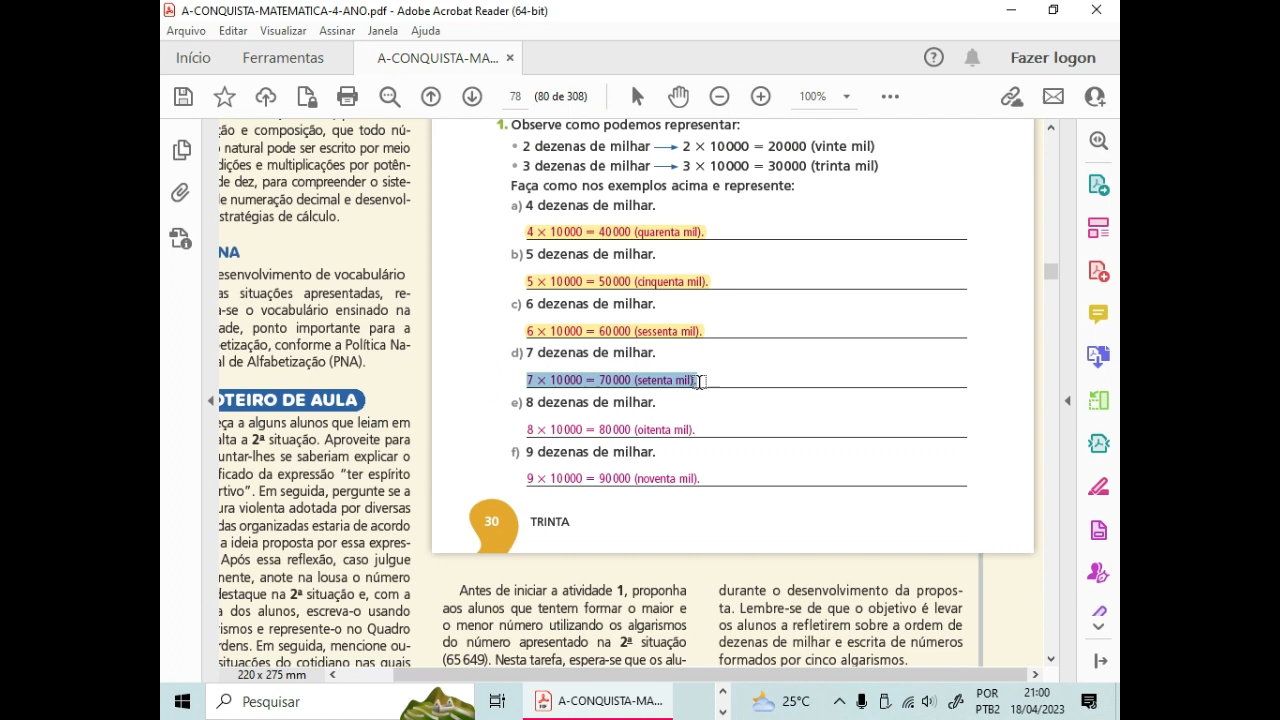 A-CONQUISTA-MATEMATICA-4-ANO.pdf - Adobe Acrobat Reader (64-bit)
Arquivo Editar Visualizar Assinar Janela Ajuda
Início Ferramentas A-CONQUISTA-MA... × Fazer logon
78 (80 de 308) 100%
ção e composição, que todo nú-
natural pode ser escrito por meio
dições e multiplicações por potên-
de dez, para compreender o siste-
e numeração decimal e desenvol-
stratégias de cálculo.
NA
esenvolvimento de vocabulário
as situações apresentadas, re-
a-se o vocabulário ensinado na
dade, ponto importante para a
betização, conforme a Política Na-
al de Alfabetização (PNA).
OTEIRO DE AULA
eça a alguns alunos que leiam em
alta a 2ª situação. Aproveite para
untar-lhes se saberiam explicar o
ificado da expressão “ter espírito
ortivo”. Em seguida, pergunte se a
ura violenta adotada por diversas
das organizadas estaria de acordo
a ideia proposta por essa expres-
Após essa reflexão, caso julgue
nente, anote na lousa o número
destaque na 2ª situação e, com a
a dos alunos, escreva-o usando
rismos e represente-o no Quadro
rdens. Em seguida, mencione ou-
situações do cotidiano nas quais
1. Observe como podemos representar:
• 2 dezenas de milhar → 2 × 10 000 = 20 000 (vinte mil)
• 3 dezenas de milhar → 3 × 10 000 = 30 000 (trinta mil)
Faça como nos exemplos acima e represente:
a) 4 dezenas de milhar.
4 × 10 000 = 40 000 (quarenta mil).
b) 5 dezenas de milhar.
5 × 10 000 = 50 000 (cinquenta mil).
c) 6 dezenas de milhar.
6 × 10 000 = 60 000 (sessenta mil).
d) 7 dezenas de milhar.
7 × 10 000 = 70 000 (setenta mil).
e) 8 dezenas de milhar.
8 × 10 000 = 80 000 (oitenta mil).
f) 9 dezenas de milhar.
9 × 10 000 = 90 000 (noventa mil).
30 TRINTA
Antes de iniciar a atividade 1, proponha
aos alunos que tentem formar o maior e
o menor número utilizando os algarismos
do número apresentado na 2ª situação
(65 649). Nesta tarefa, espera-se que os alu-
durante o desenvolvimento da propos-
ta. Lembre-se de que o objetivo é levar
os alunos a refletirem sobre a ordem de
dezenas de milhar e escrita de números
formados por cinco algarismos.
220 x 275 mm
Pesquisar A-CONQUISTA-MA... 25°C POR 21:00
PTB2 18/04/2023